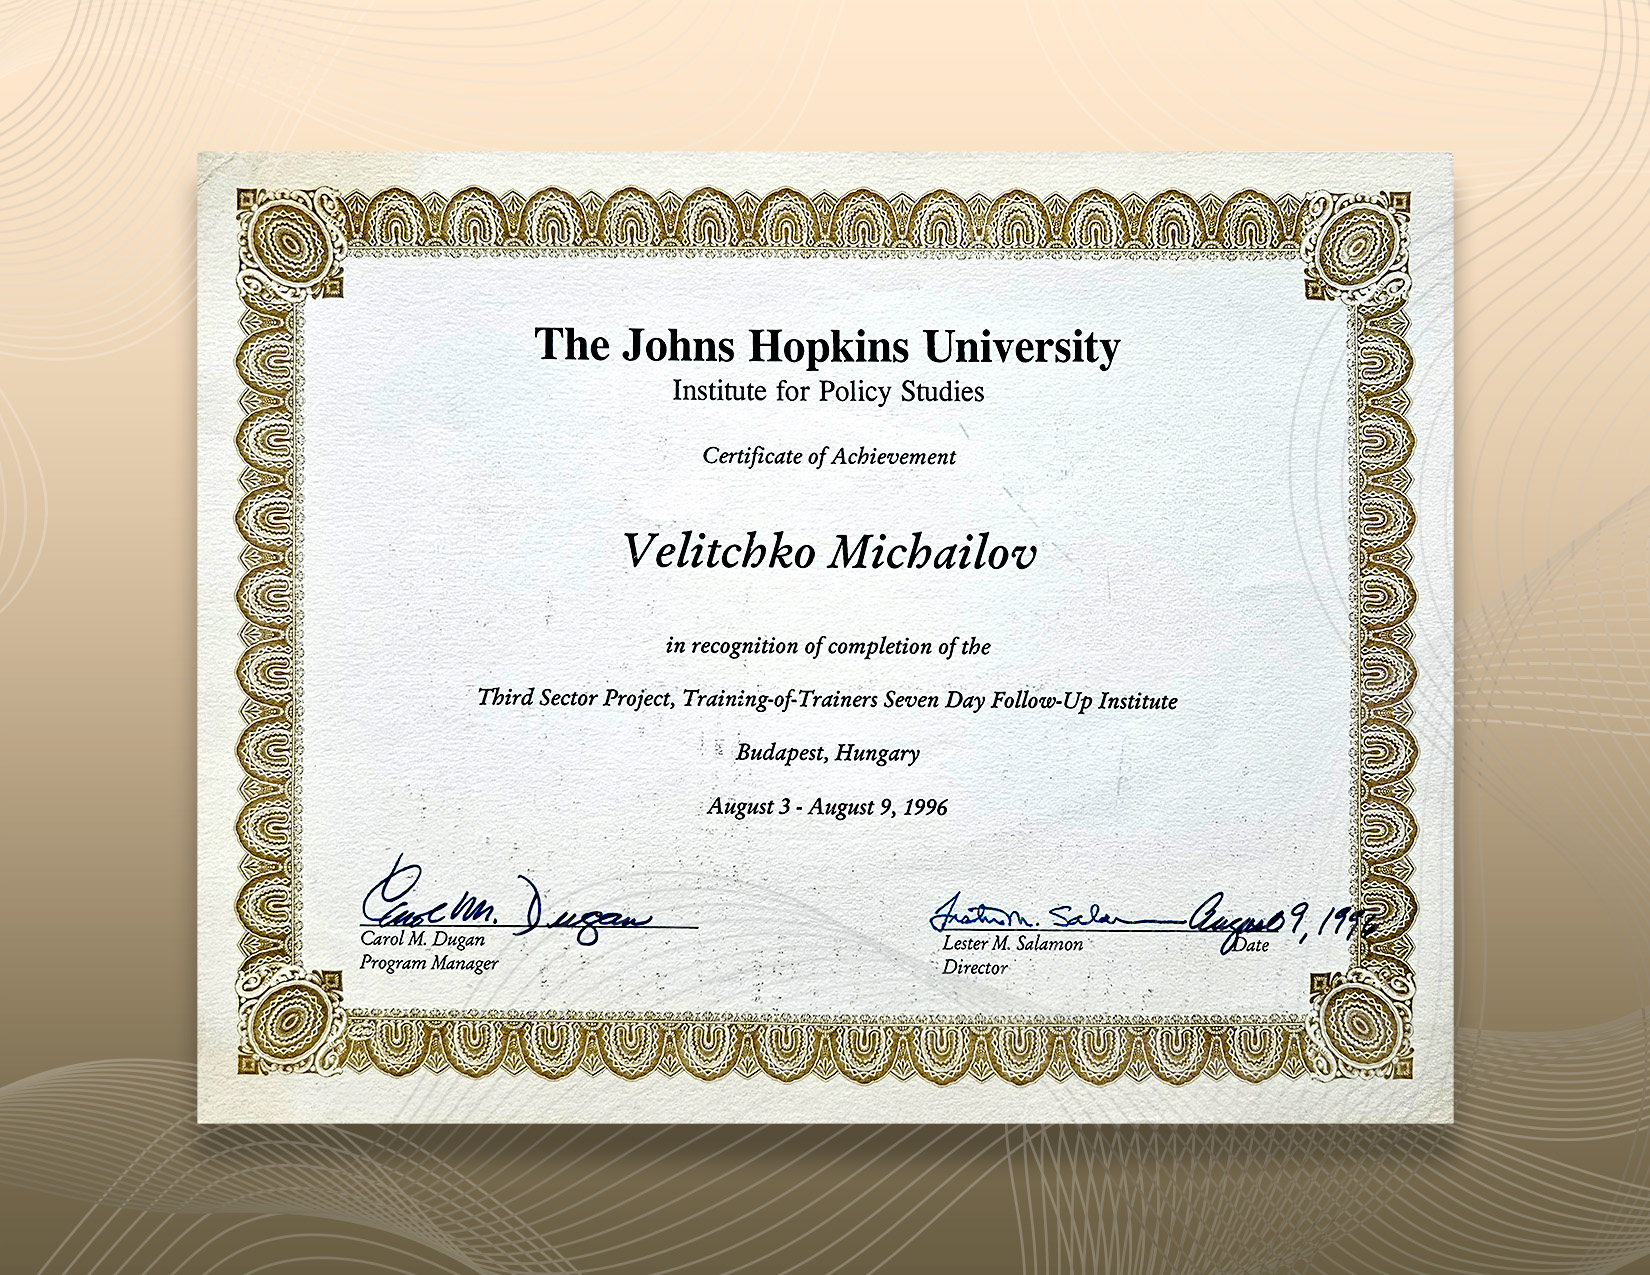 The Johns Hopkins University
Institute for Policy Studies
Certificate of Achievement
Velitchko Michailov
in recognition of completion of the
Third Sector Project, Training-of-Trainers Seven Day Follow-Up Institute
Budapest, Hungary
August 3 - August 9, 1996
Carol M. Dugan
Carol M. Dugan
Program Manager
Lester M. Salamon August 9, 1996
Lester M. Salamon Date
Director